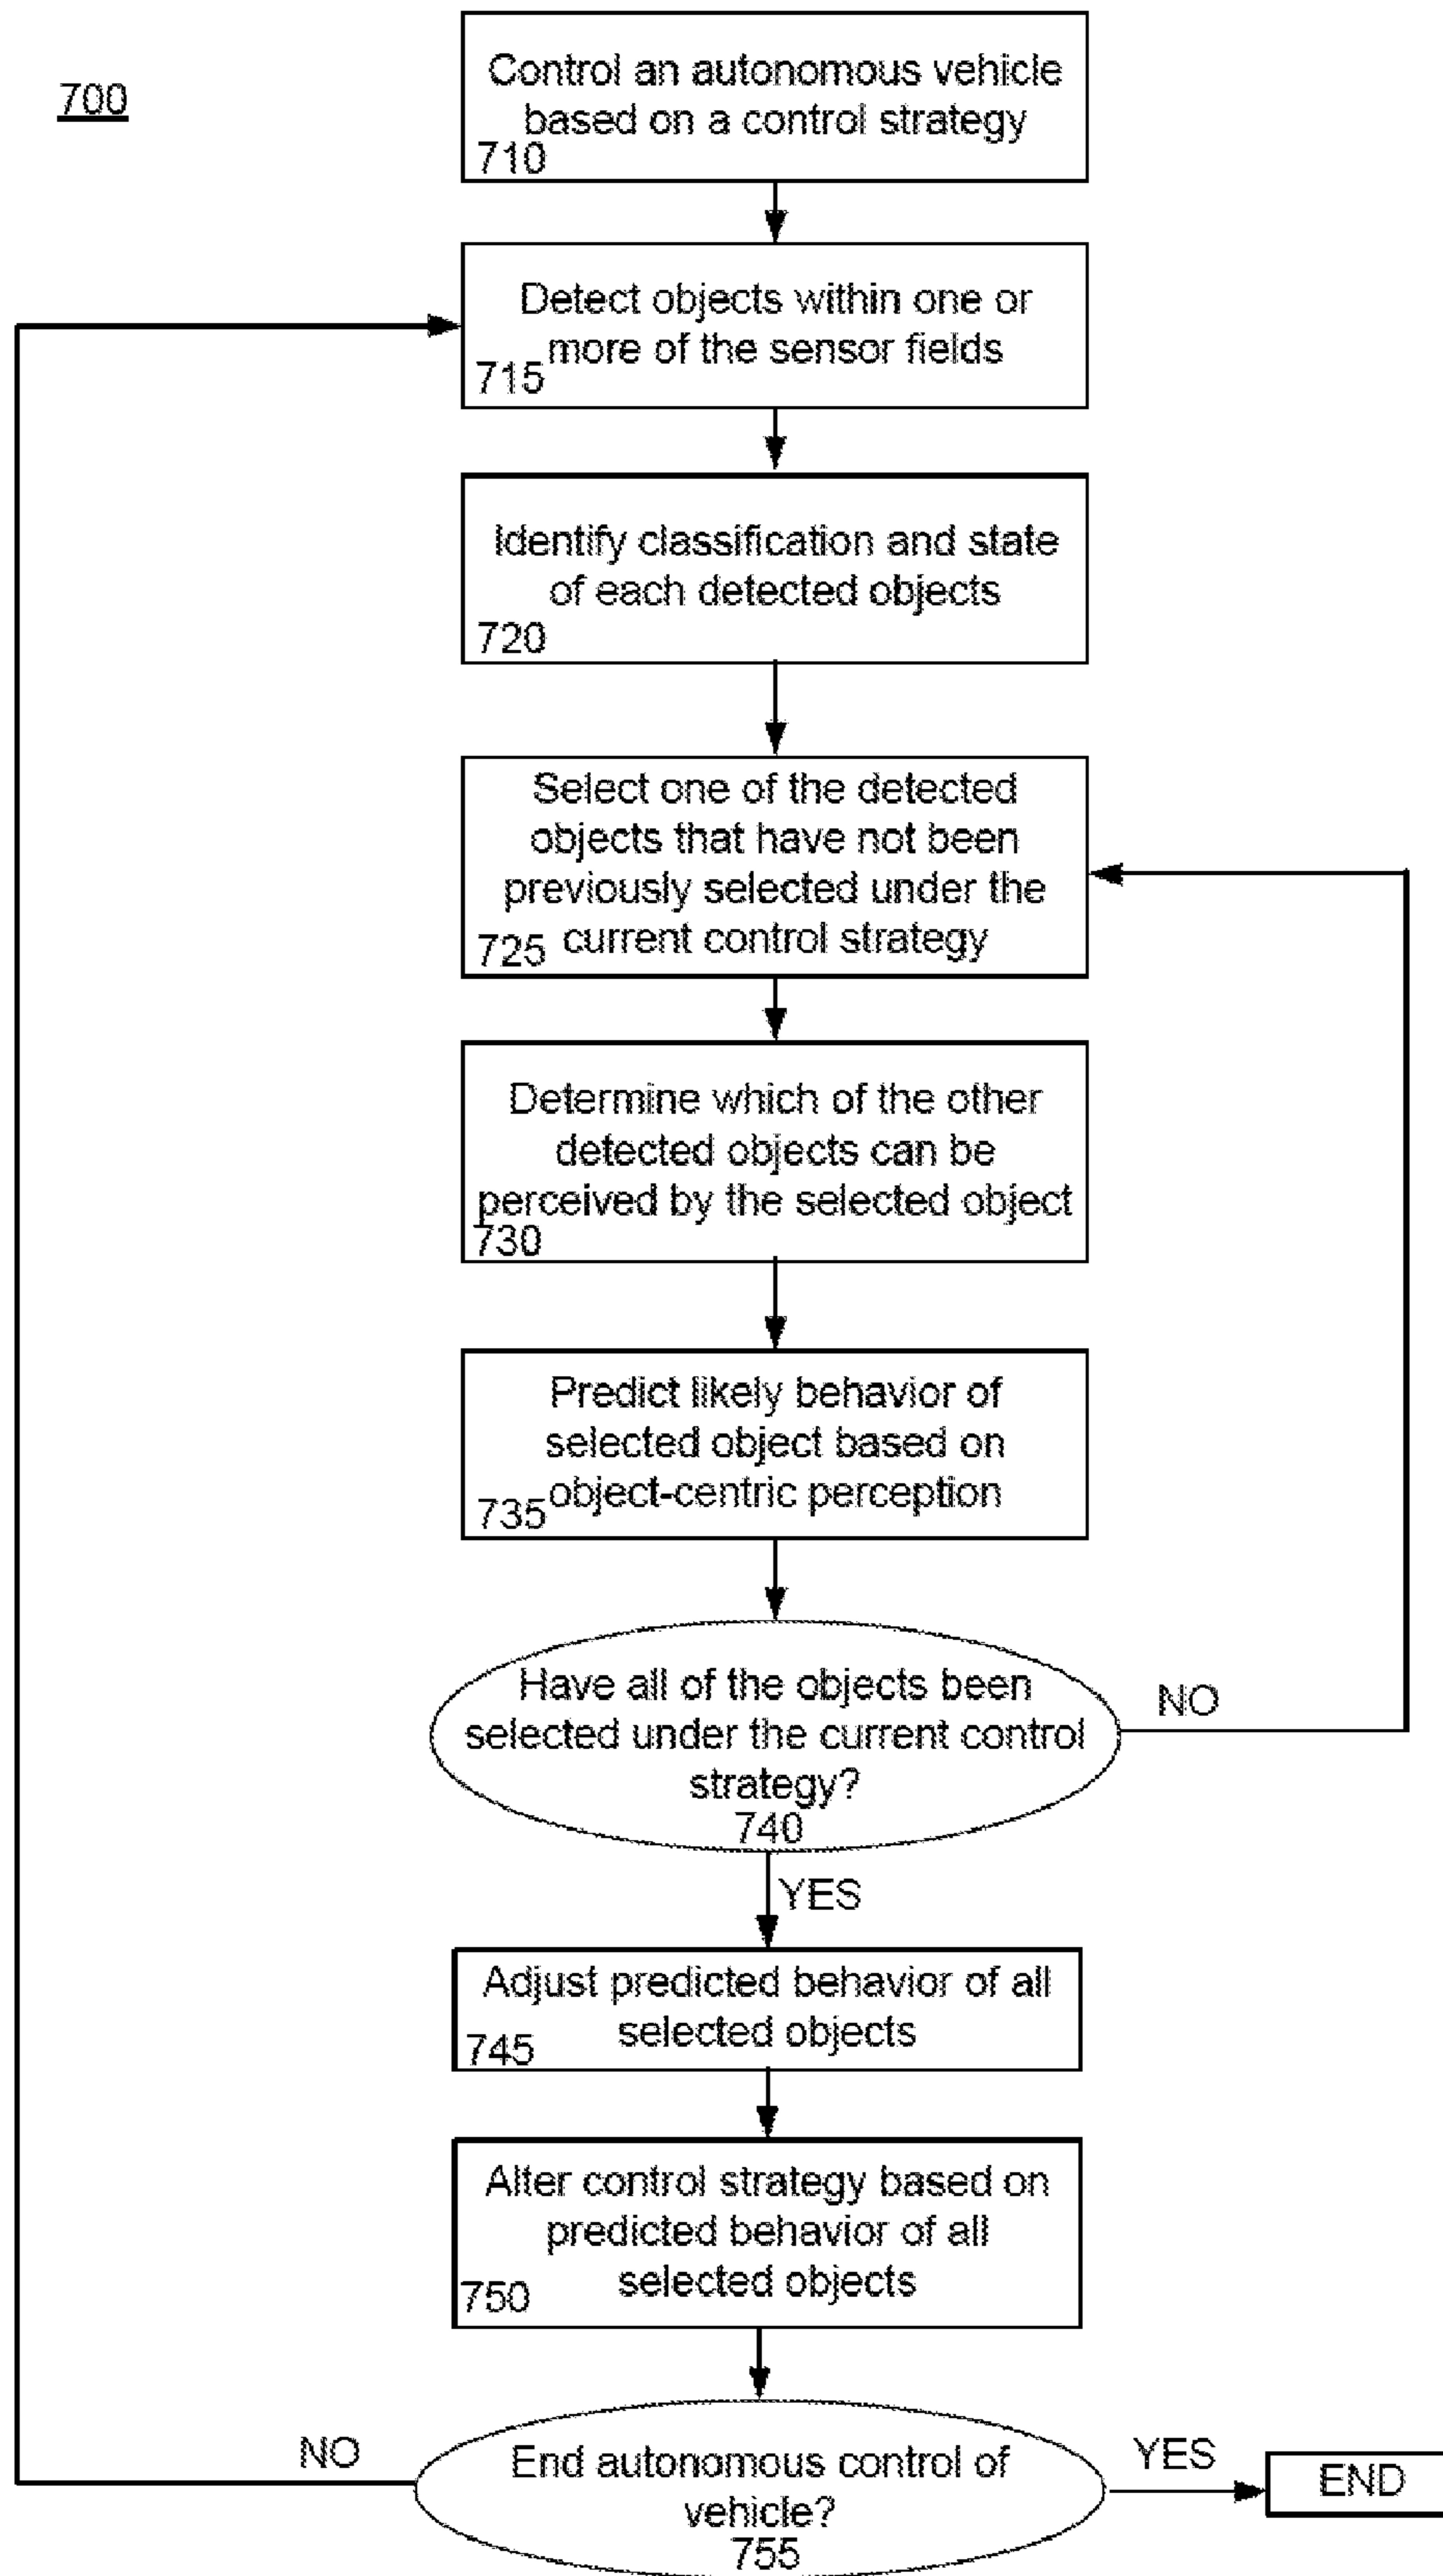 700
Control an autonomous vehicle
based on a control strategy
710
Detect objects within one or
more of the sensor fields
715
Identify classification and state
of each detected objects
720
Select one of the detected
objects that have not been
previously selected under the
current control strategy
725
Determine which of the other
detected objects can be
perceived by the selected object
730
Predict likely behavior of
selected object based on
object-centric perception
735
Have all of the objects been
selected under the current control
strategy?
740
NO
YES
Adjust predicted behavior of all
selected objects
745
Alter control strategy based on
predicted behavior of all
selected objects
750
End autonomous control of
vehicle?
755
NO
YES
END